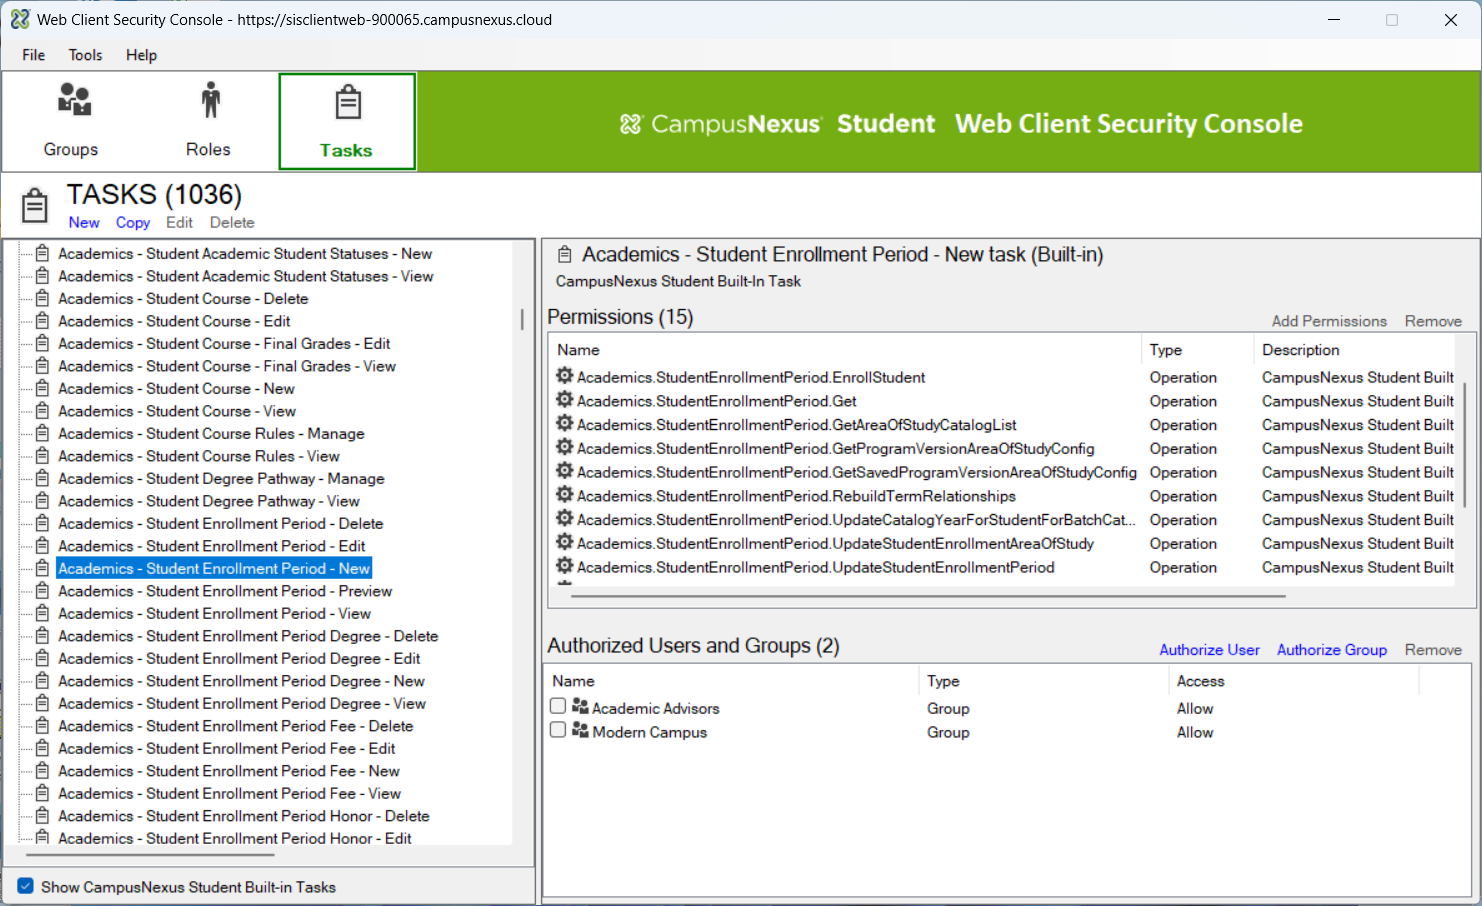 Web Client Security Console - https://sisclientweb-900065.campusnexus.cloud
File Tools Help
Groups
Roles
Tasks
CampusNexus Student Web Client Security Console
TASKS (1036)
New Copy Edit Delete
Academics - Student Academic Student Statuses - New
Academics - Student Academic Student Statuses - View
Academics - Student Course - Delete
Academics - Student Course - Edit
Academics - Student Course - Final Grades - Edit
Academics - Student Course - Final Grades - View
Academics - Student Course - New
Academics - Student Course - View
Academics - Student Course Rules - Manage
Academics - Student Course Rules - View
Academics - Student Degree Pathway - Manage
Academics - Student Degree Pathway - View
Academics - Student Enrollment Period - Delete
Academics - Student Enrollment Period - Edit
Academics - Student Enrollment Period - New
Academics - Student Enrollment Period - Preview
Academics - Student Enrollment Period - View
Academics - Student Enrollment Period Degree - Delete
Academics - Student Enrollment Period Degree - Edit
Academics - Student Enrollment Period Degree - New
Academics - Student Enrollment Period Degree - View
Academics - Student Enrollment Period Fee - Delete
Academics - Student Enrollment Period Fee - Edit
Academics - Student Enrollment Period Fee - New
Academics - Student Enrollment Period Fee - View
Academics - Student Enrollment Period Honor - Delete
Academics - Student Enrollment Period Honor - Edit
Show CampusNexus Student Built-in Tasks
Academics - Student Enrollment Period - New task (Built-in)
CampusNexus Student Built-In Task
Permissions (15)
Add Permissions Remove
Name Type Description
Academics.StudentEnrollmentPeriod.EnrollStudent Operation CampusNexus Student Built
Academics.StudentEnrollmentPeriod.Get Operation CampusNexus Student Built
Academics.StudentEnrollmentPeriod.GetAreaOfStudyCatalogList Operation CampusNexus Student Built
Academics.StudentEnrollmentPeriod.GetProgramVersionAreaOfStudyConfig Operation CampusNexus Student Built
Academics.StudentEnrollmentPeriod.GetSavedProgramVersionAreaOfStudyConfig Operation CampusNexus Student Built
Academics.StudentEnrollmentPeriod.RebuildTermRelationships Operation CampusNexus Student Built
Academics.StudentEnrollmentPeriod.UpdateCatalogYearForStudentForBatchCat... Operation CampusNexus Student Built
Academics.StudentEnrollmentPeriod.UpdateStudentEnrollmentAreaOfStudy Operation CampusNexus Student Built
Academics.StudentEnrollmentPeriod.UpdateStudentEnrollmentPeriod Operation CampusNexus Student Built
Authorized Users and Groups (2)
Authorize User Authorize Group Remove
Name Type Access
Academic Advisors Group Allow
Modern Campus Group Allow